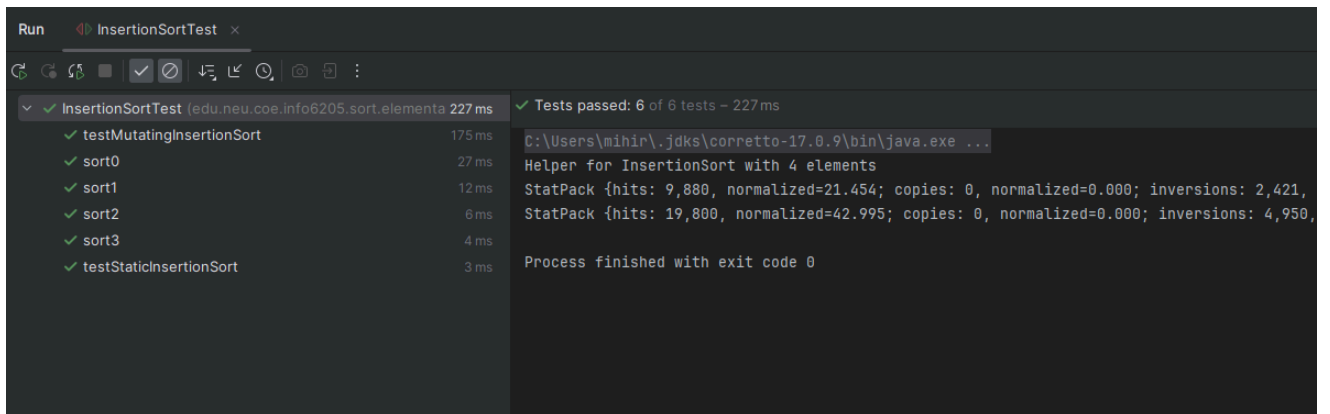 Run InsertionSortTest ×
InsertionSortTest (edu.neu.coe.info6205.sort.elementa 227 ms
testMutatingInsertionSort 175 ms
sort0 27 ms
sort1 12 ms
sort2 6 ms
sort3 4 ms
testStaticInsertionSort 3 ms
Tests passed: 6 of 6 tests – 227 ms
C:\Users\mihir\.jdks\corretto-17.0.9\bin\java.exe ...
Helper for InsertionSort with 4 elements
StatPack {hits: 9,880, normalized=21.454; copies: 0, normalized=0.000; inversions: 2,421,
StatPack {hits: 19,800, normalized=42.995; copies: 0, normalized=0.000; inversions: 4,950,
Process finished with exit code 0